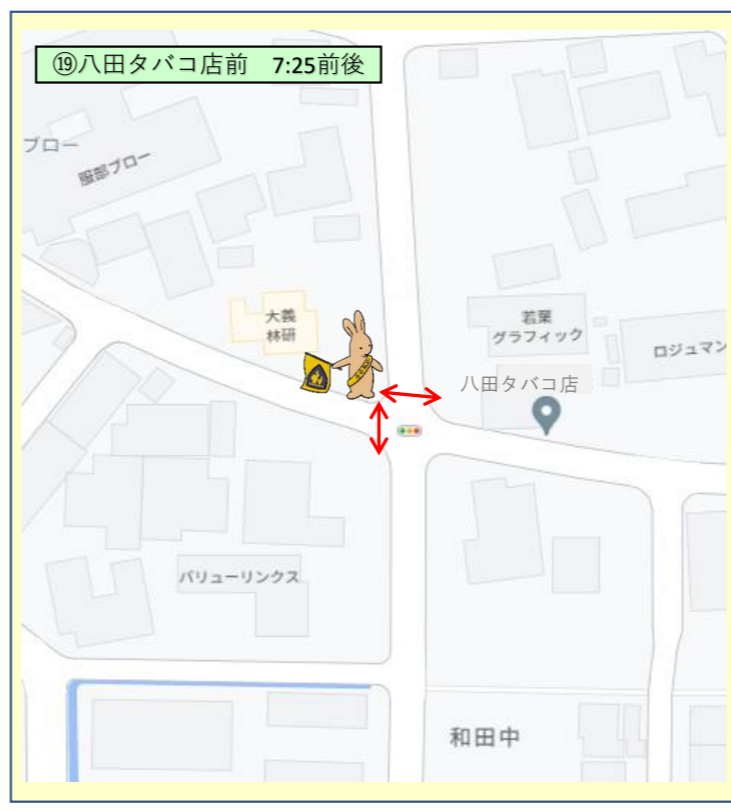 ⑲八田タバコ店前 7:25前後
ブロー
服部ブロー
大義
林研
若葉
グラフィック
ロジュマン
八田タバコ店
バリューリンクス
和田中